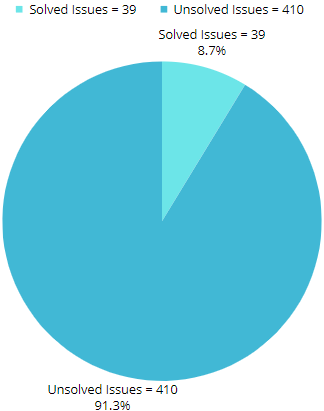 Solved Issues = 39 Unsolved Issues = 410
Solved Issues = 39
8.7%
Unsolved Issues = 410
91.3%